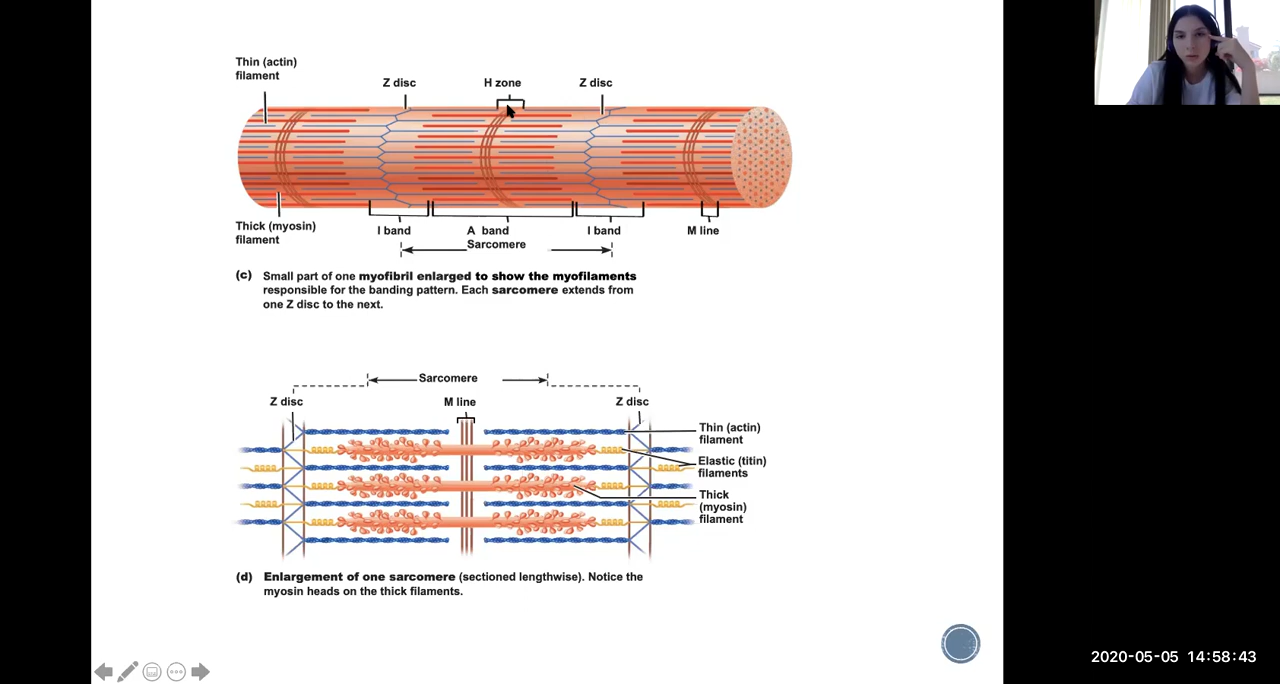 Thin (actin)
filament
Z disc
H zone
Z disc
Thick (myosin)
filament
I band
A band
I band
M line
Sarcomere
(c) Small part of one myofibril enlarged to show the myofilaments
responsible for the banding pattern. Each sarcomere extends from
one Z disc to the next.
Sarcomere
Z disc
M line
Z disc
Thin (actin)
filament
Elastic (titin)
filaments
Thick
(myosin)
filament
(d) Enlargement of one sarcomere (sectioned lengthwise). Notice the
myosin heads on the thick filaments.
2020-05-05 14:58:43